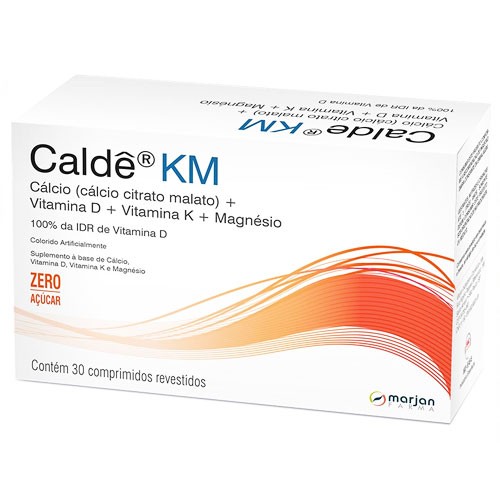 Caldê® KM
Cálcio (cálcio citrato malato) +
Vitamina D + Vitamina K + Magnésio
100% da IDR de Vitamina D
Caldê® KM
Cálcio (cálcio citrato malato) +
Vitamina D + Vitamina K + Magnésio
100% da IDR de Vitamina D
Colorido Artificialmente
Suplemento à base de Cálcio,
Vitamina D, Vitamina K e Magnésio
ZERO
AÇÚCAR
Contém 30 comprimidos revestidos
marjan
FARMA